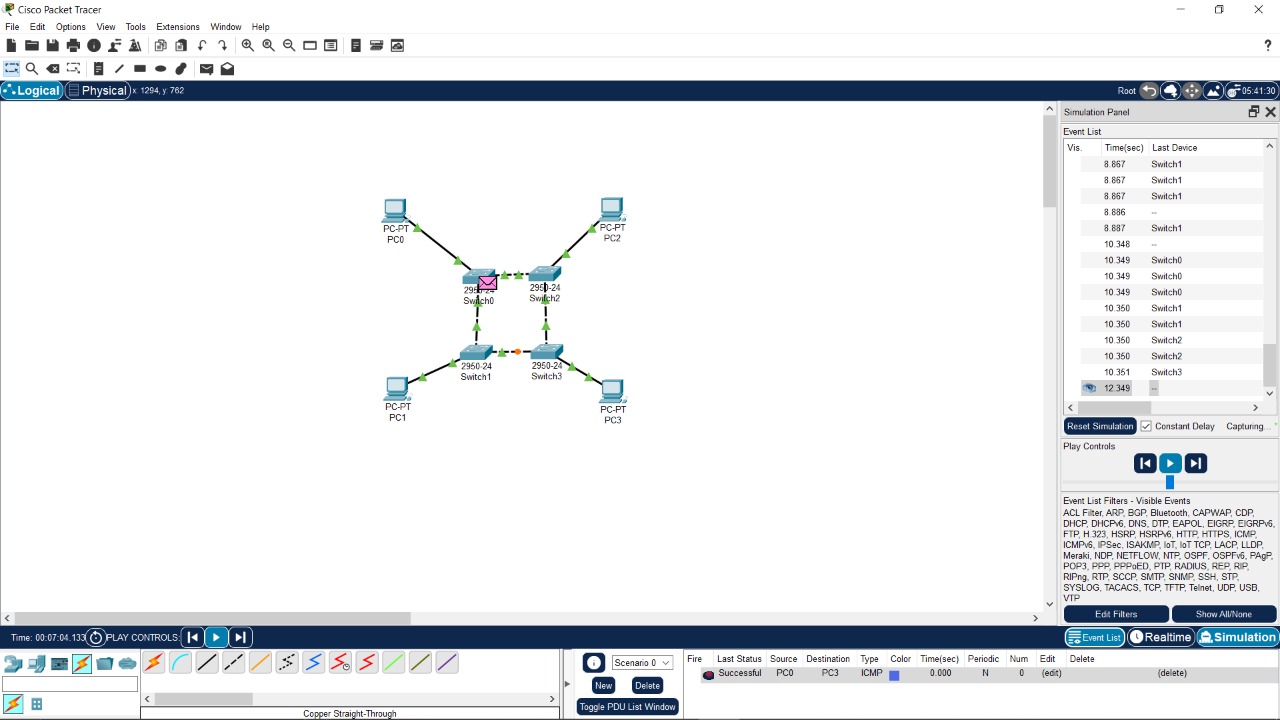 Cisco Packet Tracer
File Edit Options View Tools Extensions Window Help
Logical Physical x: 1294, y: 762 Root 05:41:30
PC-PT
PC0
PC-PT
PC2
2950-24
Switch0
2950-24
Switch2
2950-24
Switch1
2950-24
Switch3
PC-PT
PC1
PC-PT
PC3
Simulation Panel
Event List
Vis. Time(sec) Last Device
8.867 Switch1
8.867 Switch1
8.867 Switch1
8.886 --
8.887 Switch1
10.348 --
10.349 Switch0
10.349 Switch0
10.349 Switch0
10.350 Switch1
10.350 Switch1
10.350 Switch2
10.350 Switch2
10.351 Switch3
12.349 --
Reset Simulation Constant Delay Capturing...
Play Controls
Event List Filters - Visible Events
ACL Filter, ARP, BGP, Bluetooth, CAPWAP, CDP,
DHCP, DHCPv6, DNS, DTP, EAPOL, EIGRP, EIGRPv6,
FTP, H.323, HSRP, HSRPv6, HTTP, HTTPS, ICMP,
ICMPv6, IPSec, ISAKMP, IoT, IoT TCP, LACP, LLDP,
Meraki, NDP, NETFLOW, NTP, OSPF, OSPFv6, PAgP,
POP3, PPP, PPPoED, PTP, RADIUS, REP, RIP,
RIPng, RTP, SCCP, SMTP, SNMP, SSH, STP,
SYSLOG, TACACS, TCP, TFTP, Telnet, UDP, USB,
VTP
Edit Filters Show All/None
Time: 00:07:04.133 PLAY CONTROLS: Event List Realtime Simulation
Scenario 0
New Delete
Toggle PDU List Window
Fire Last Status Source Destination Type Color Time(sec) Periodic Num Edit Delete
Successful PC0 PC3 ICMP 0.000 N 0 (edit) (delete)
Copper Straight-Through